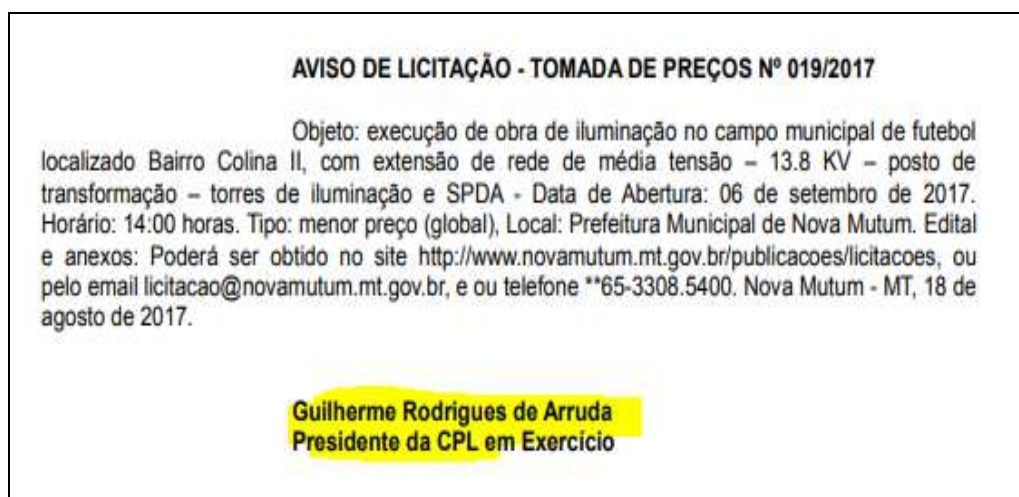 AVISO DE LICITAÇÃO - TOMADA DE PREÇOS Nº 019/2017
Objeto: execução de obra de iluminação no campo municipal de futebol
localizado Bairro Colina II, com extensão de rede de média tensão – 13.8 KV – posto de
transformação – torres de iluminação e SPDA - Data de Abertura: 06 de setembro de 2017.
Horário: 14:00 horas. Tipo: menor preço (global), Local: Prefeitura Municipal de Nova Mutum. Edital
e anexos: Poderá ser obtido no site http://www.novamutum.mt.gov.br/publicacoes/licitacoes, ou
pelo email licitacao@novamutum.mt.gov.br, e ou telefone **65-3308.5400. Nova Mutum - MT, 18 de
agosto de 2017.
Guilherme Rodrigues de Arruda
Presidente da CPL em Exercício